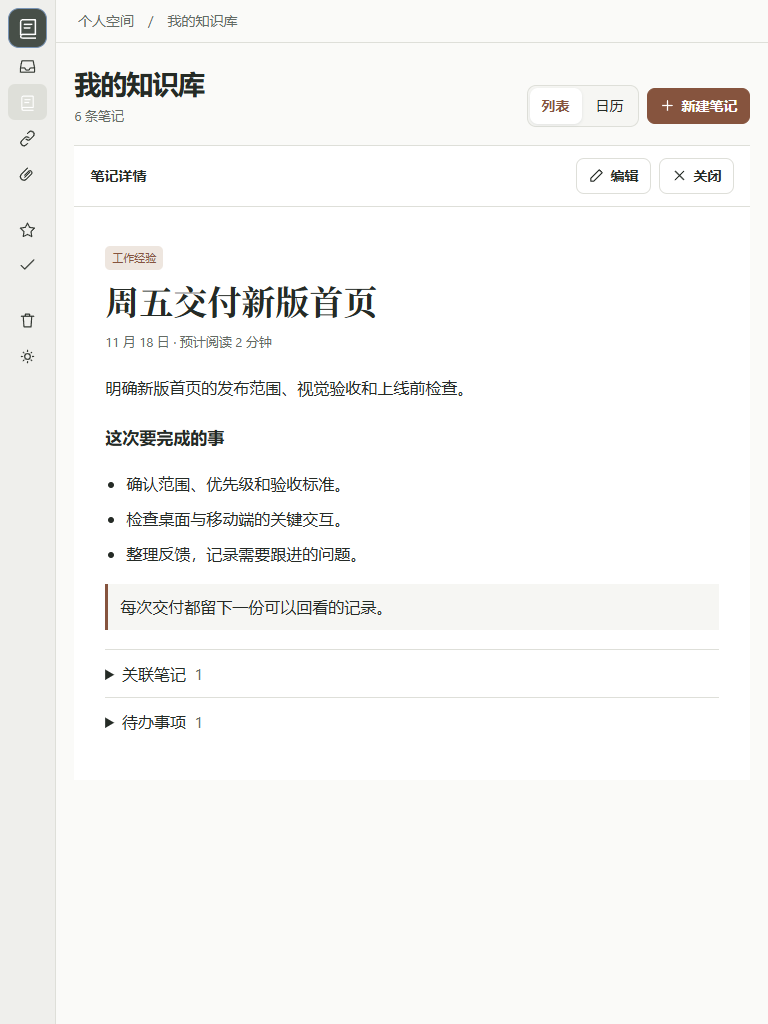 个人空间 / 我的知识库
我的知识库
6 条笔记
列表
日历
新建笔记
笔记详情
编辑
关闭
工作经验
周五交付新版首页
11 月 18 日 · 预计阅读 2 分钟
明确新版首页的发布范围、视觉验收和上线前检查。
这次要完成的事
确认范围、优先级和验收标准。
检查桌面与移动端的关键交互。
整理反馈，记录需要跟进的问题。
每次交付都留下一份可以回看的记录。
关联笔记 1
待办事项 1